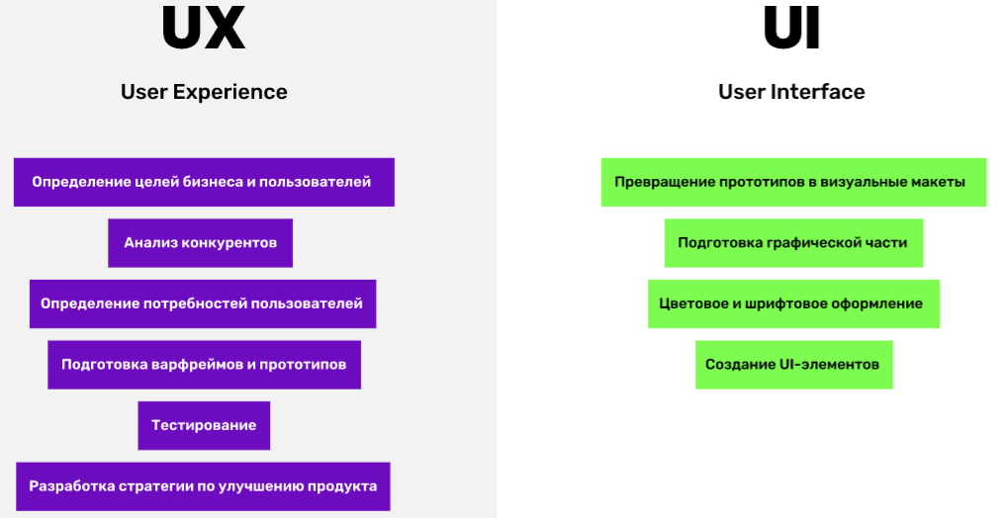 UX
User Experience
Определение целей бизнеса и пользователей
Анализ конкурентов
Определение потребностей пользователей
Подготовка варфреймов и прототипов
Тестирование
Разработка стратегии по улучшению продукта
UI
User Interface
Превращение прототипов в визуальные макеты
Подготовка графической части
Цветовое и шрифтовое оформление
Создание UI-элементов